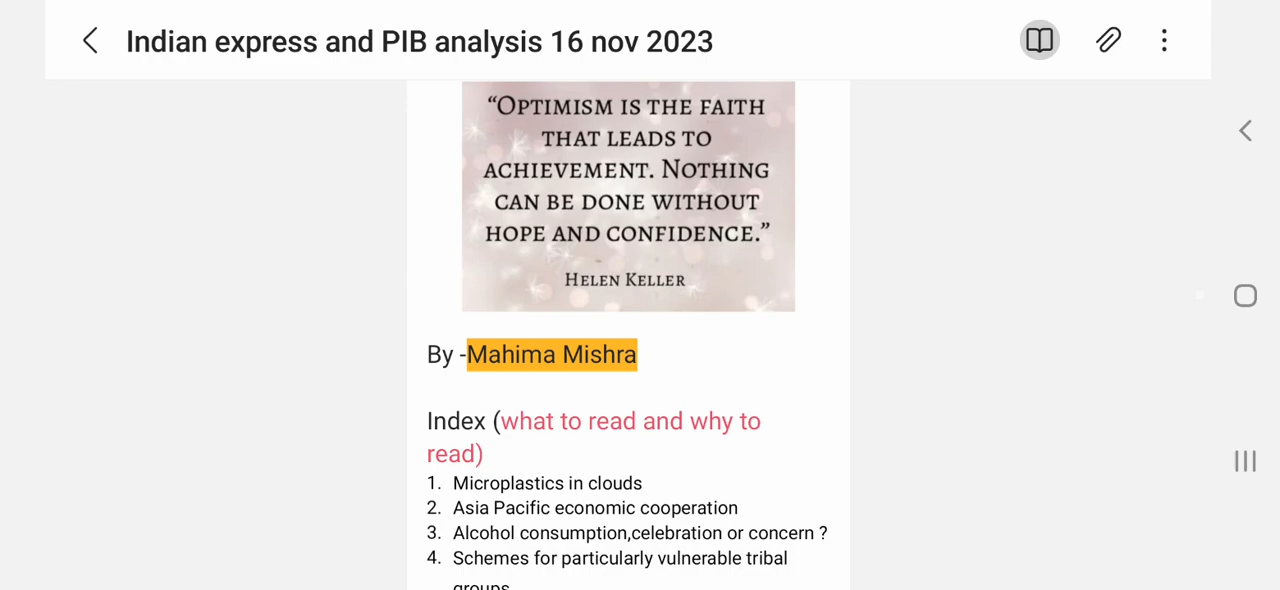 Indian express and PIB analysis 16 nov 2023
“OPTIMISM IS THE FAITH
THAT LEADS TO
ACHIEVEMENT. NOTHING
CAN BE DONE WITHOUT
HOPE AND CONFIDENCE.”
HELEN KELLER
By -Mahima Mishra
Index (what to read and why to
read)
1. Microplastics in clouds
2. Asia Pacific economic cooperation
3. Alcohol consumption,celebration or concern ?
4. Schemes for particularly vulnerable tribal
groups